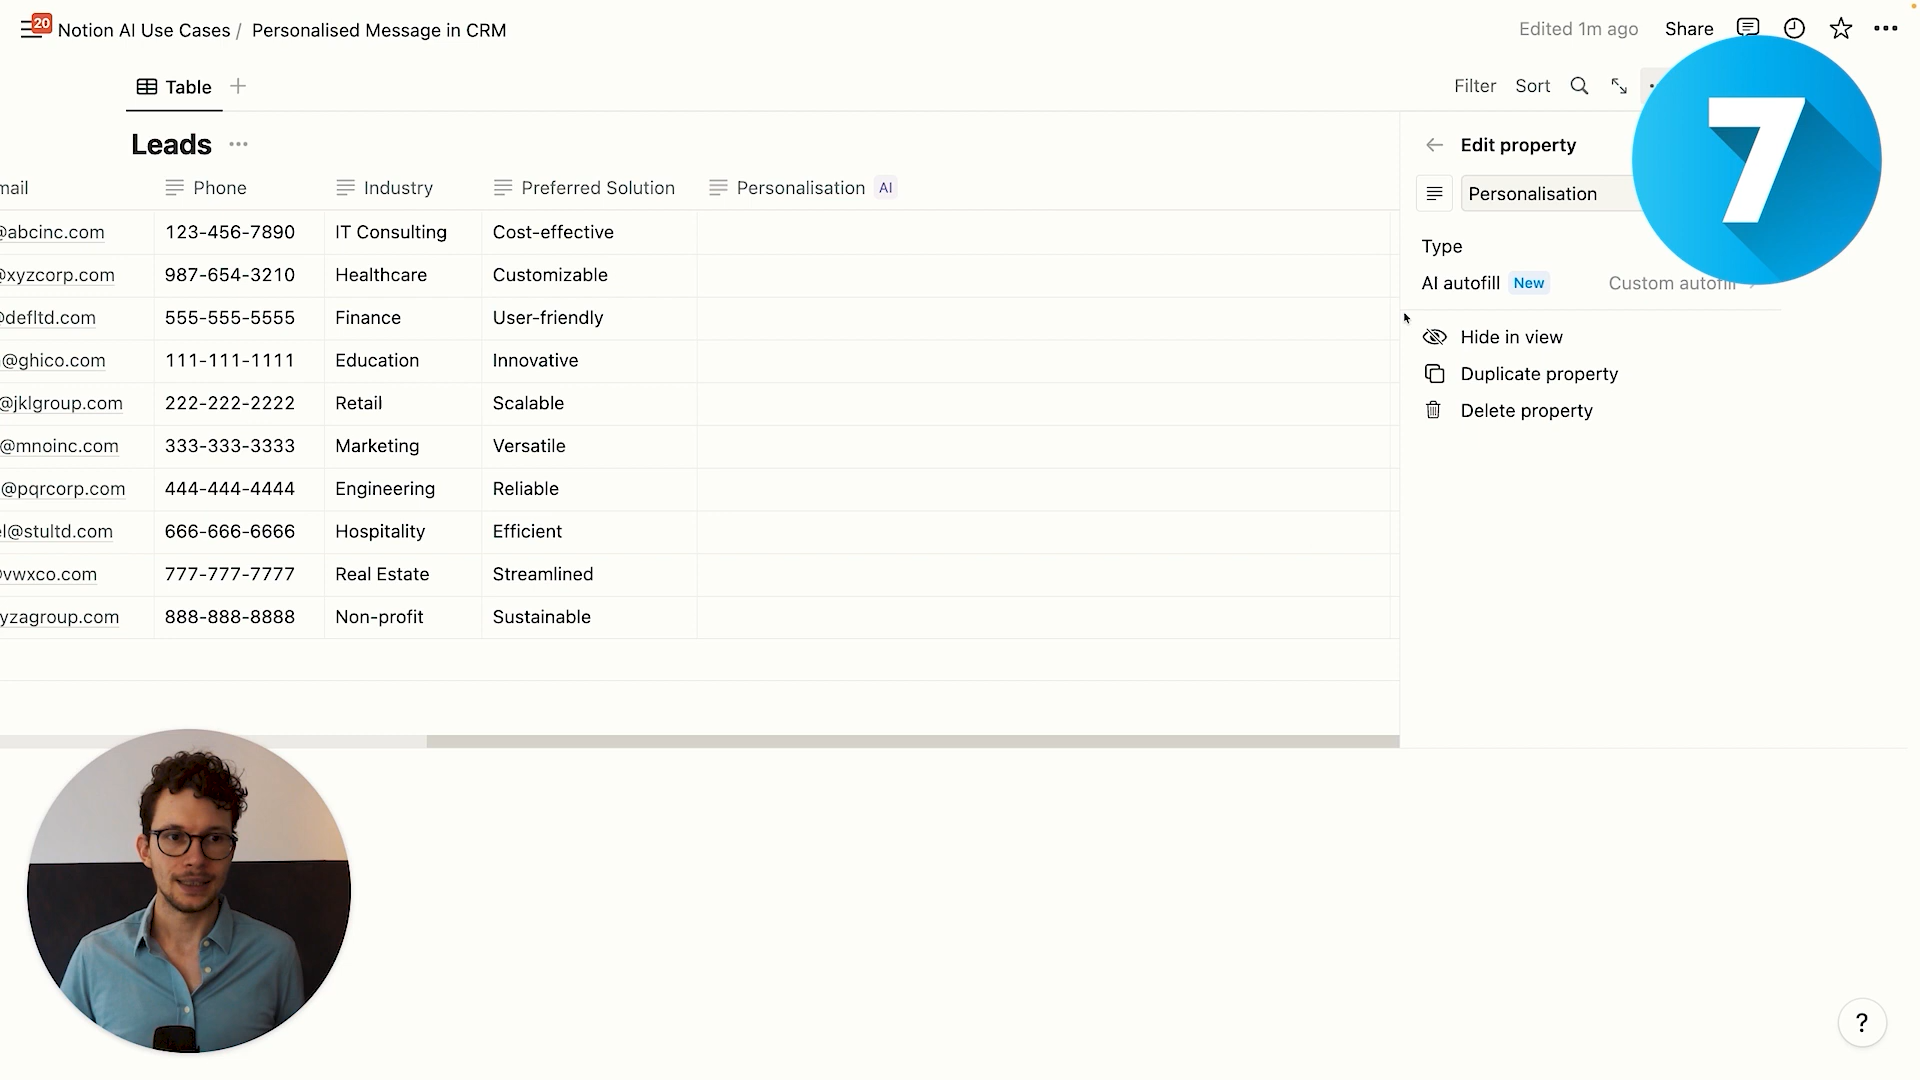 20
Notion AI Use Cases / Personalised Message in CRM
Edited 1m ago
Share
Table
Filter
Sort
7
Leads
Edit property
mail
Phone
Industry
Preferred Solution
Personalisation AI
Personalisation
@abcinc.com 123-456-7890 IT Consulting Cost-effective
@xyzcorp.com 987-654-3210 Healthcare Customizable
@defltd.com 555-555-5555 Finance User-friendly
@ghico.com 111-111-1111 Education Innovative
@jklgroup.com 222-222-2222 Retail Scalable
@mnoinc.com 333-333-3333 Marketing Versatile
@pqrcorp.com 444-444-4444 Engineering Reliable
el@stultd.com 666-666-6666 Hospitality Efficient
@vwxco.com 777-777-7777 Real Estate Streamlined
yzagroup.com 888-888-8888 Non-profit Sustainable
Type
AI autofill New Custom autofill
Hide in view
Duplicate property
Delete property
?